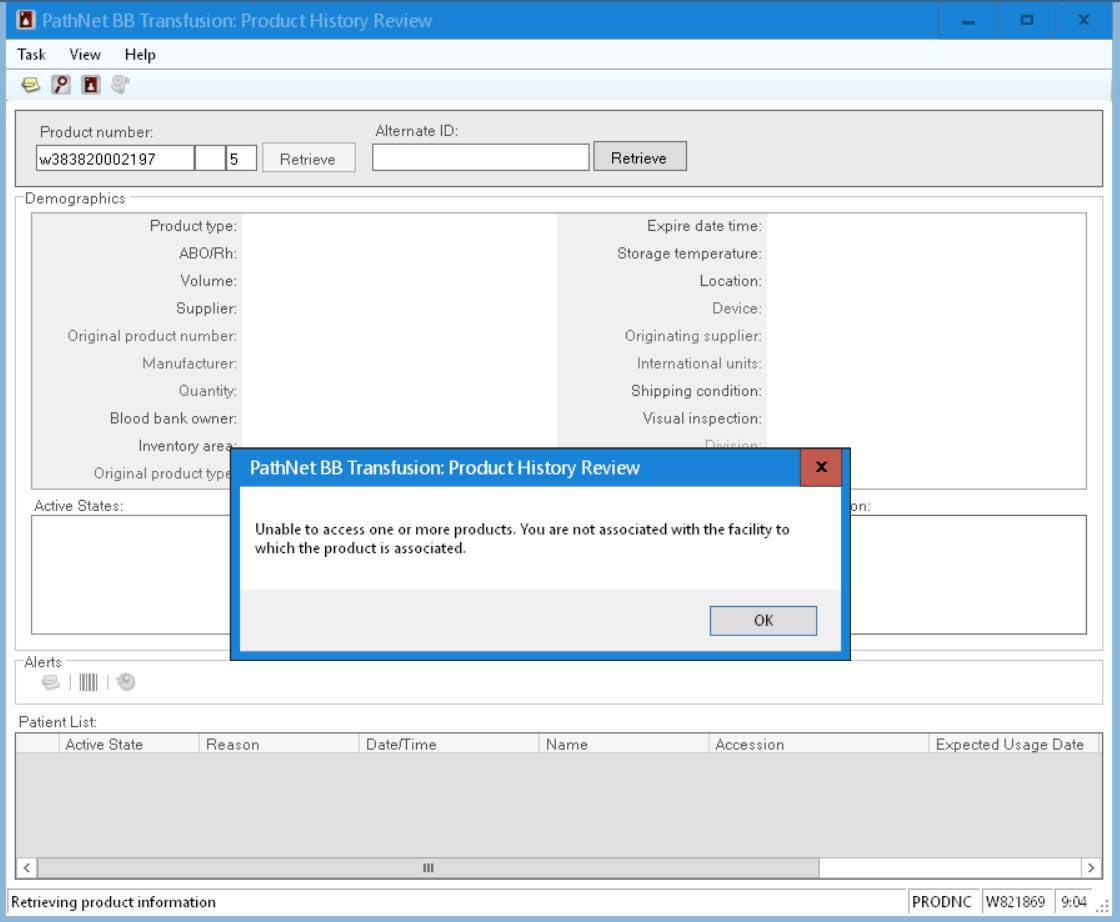 PathNet BB Transfusion: Product History Review
Task View Help
Product number:
Alternate ID:
w383820002197 5 Retrieve Retrieve
Demographics
Product type:
Expire date time:
ABO/Rh:
Storage temperature:
Volume:
Location:
Supplier:
Device:
Original product number:
Originating supplier:
Manufacturer:
International units:
Quantity:
Shipping condition:
Blood bank owner:
Visual inspection:
Inventory area:
Division:
Original product type
PathNet BB Transfusion: Product History Review
Active States:
on:
Unable to access one or more products. You are not associated with the facility to
which the product is associated.
OK
Alerts
Patient List:
Active State Reason Date/Time Name Accession Expected Usage Date
Retrieving product information PRODNC W821869 9:04